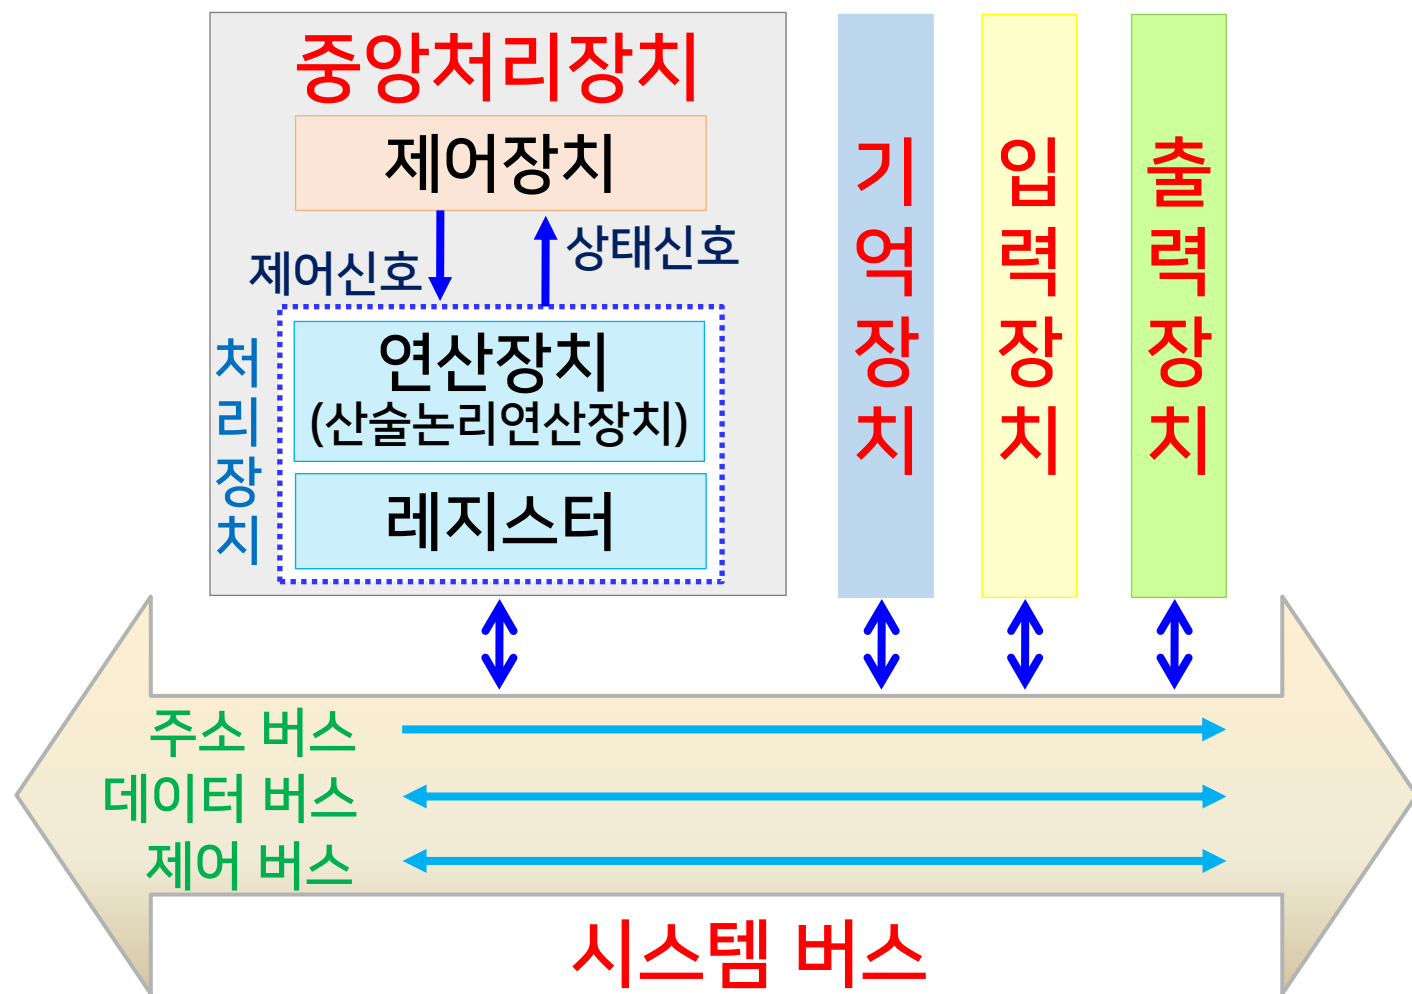 중앙처리장치
제어장치
제어신호
상태신호
처리장치
연산장치
(산술논리연산장치)
레지스터
기억장치
입력장치
출력장치
주소 버스
데이터 버스
제어 버스
시스템 버스